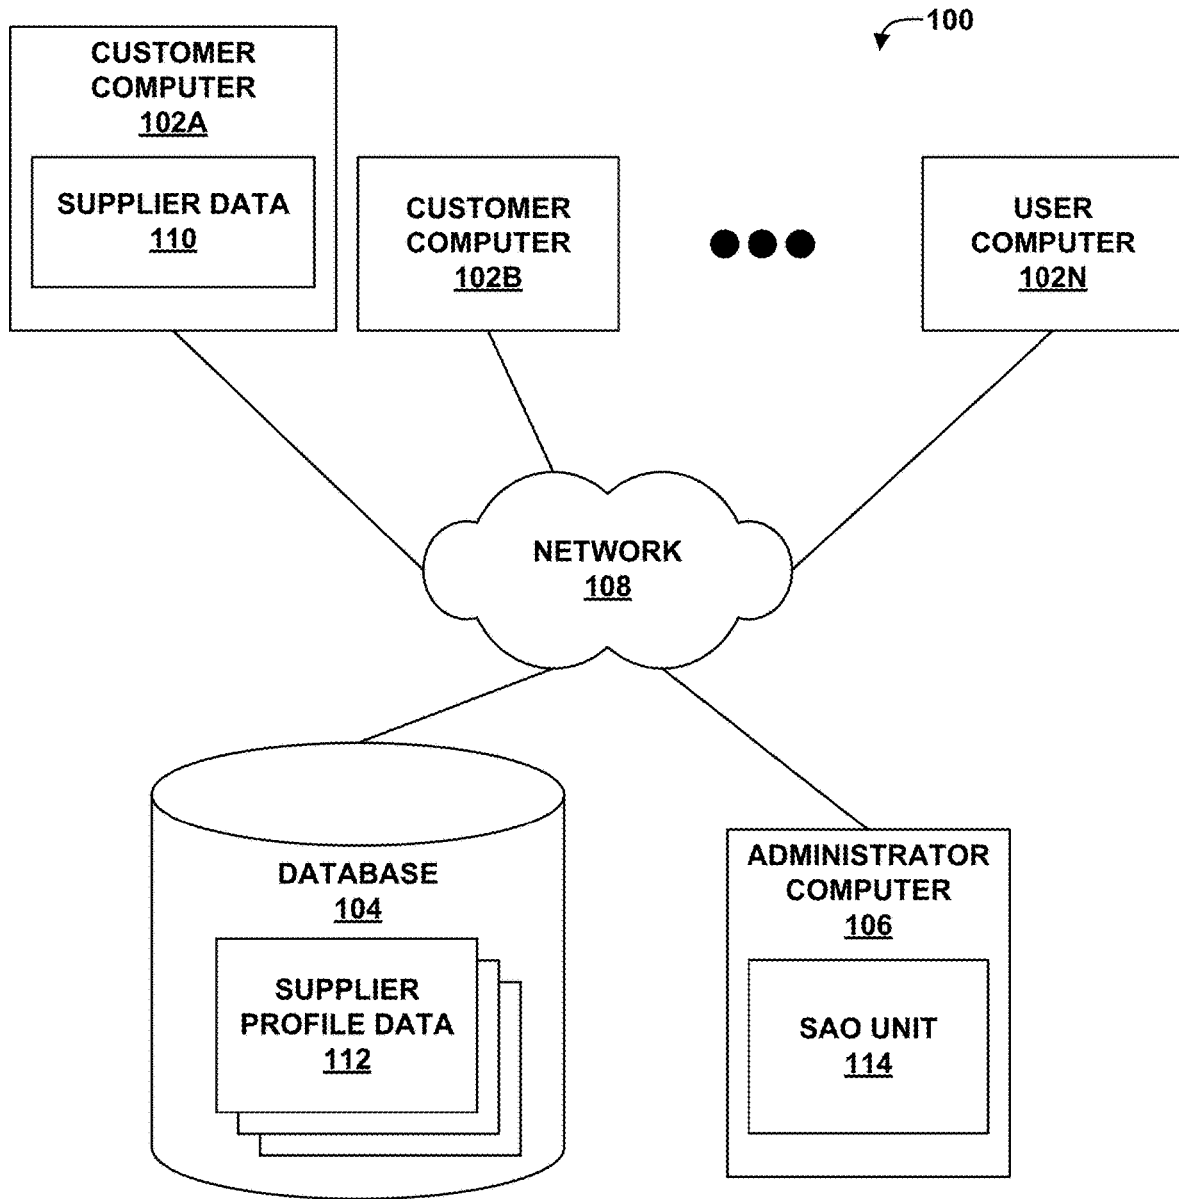 100
CUSTOMER
COMPUTER
102A
SUPPLIER DATA
110
CUSTOMER
COMPUTER
102B
USER
COMPUTER
102N
NETWORK
108
DATABASE
104
SUPPLIER
PROFILE DATA
112
ADMINISTRATOR
COMPUTER
106
SAO UNIT
114